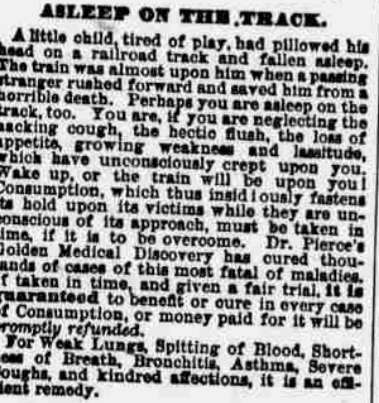 ASLEEP ON THE TRACK.
A little child, tired of play, had pillowed his
head on a railroad track and fallen asleep.
The train was almost upon him when a passing
stranger rushed forward and saved him from a
horrible death. Perhaps you are asleep on the
track, too. You are, if you are neglecting the
hacking cough, the hectic flush, the loss of
appetite, growing weakness and lassitude,
which have unconsciously crept upon you.
Wake up, or the train will be upon you!
Consumption, which thus insidiously fastens
its hold upon its victims while they are un-
conscious of its approach, must be taken in
time, if it is to be overcome. Dr. Pierce's
Golden Medical Discovery has cured thou-
sands of cases of this most fatal of maladies.
If taken in time, and given a fair trial, it is
guaranteed to benefit or cure in every case
of Consumption, or money paid for it will be
promptly refunded.
For Weak Lungs, Spitting of Blood, Short-
ness of Breath, Bronchitis, Asthma, Severe
Coughs, and kindred affections, it is an effi-
cient remedy.